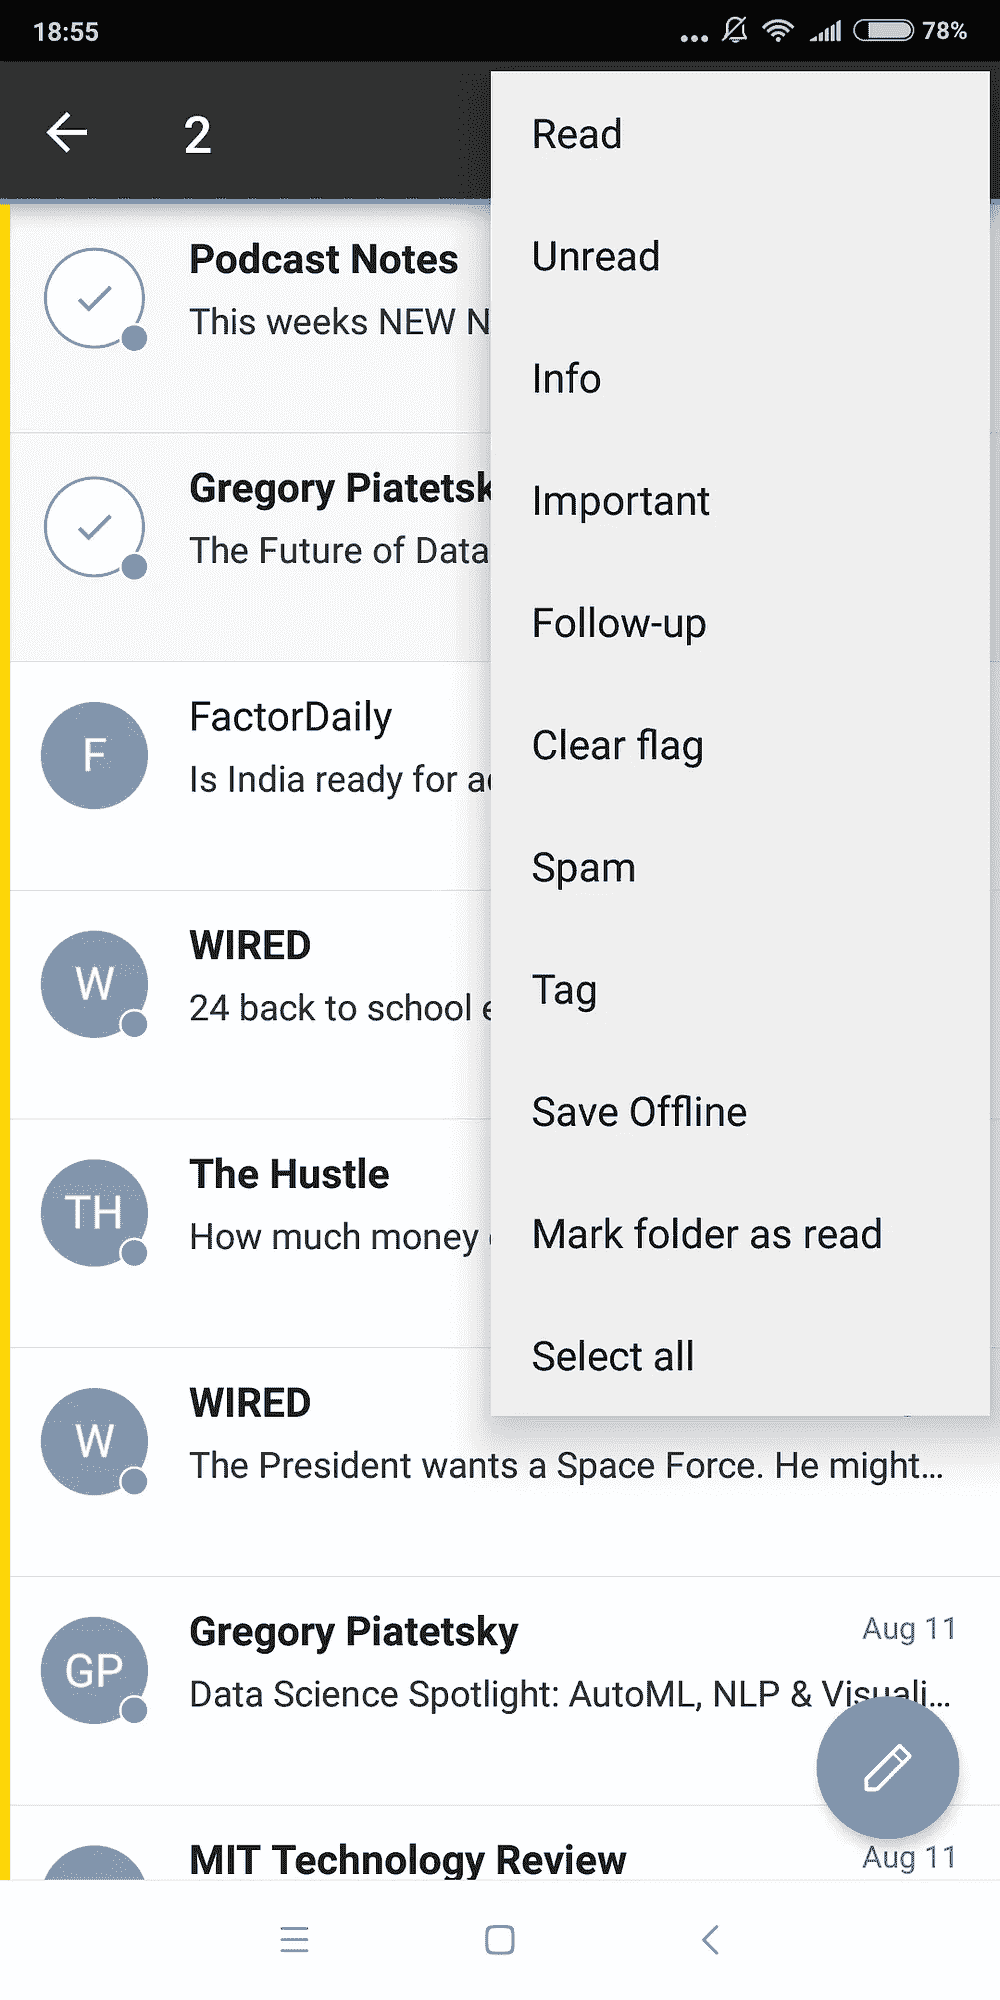 18:55
78%
2
Read
Unread
Info
Important
Follow-up
Clear flag
Spam
Tag
Save Offline
Mark folder as read
Select all
Podcast Notes
This weeks NEW N
Gregory Piatetsk
The Future of Data
F
FactorDaily
Is India ready for a
W
WIRED
24 back to school e
TH
The Hustle
How much money
W
WIRED
The President wants a Space Force. He might...
GP
Gregory Piatetsky
Aug 11
Data Science Spotlight: AutoML, NLP & Visuali...
MIT Technology Review
Aug 11